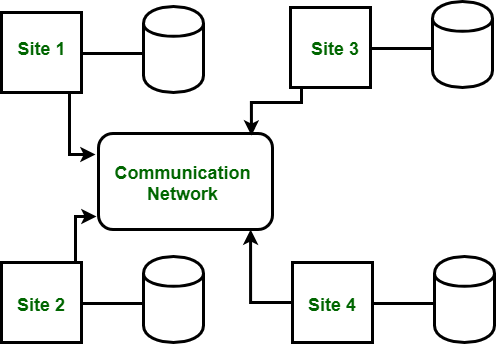 Site 1
Site 3
Communication
Network
Site 2
Site 4